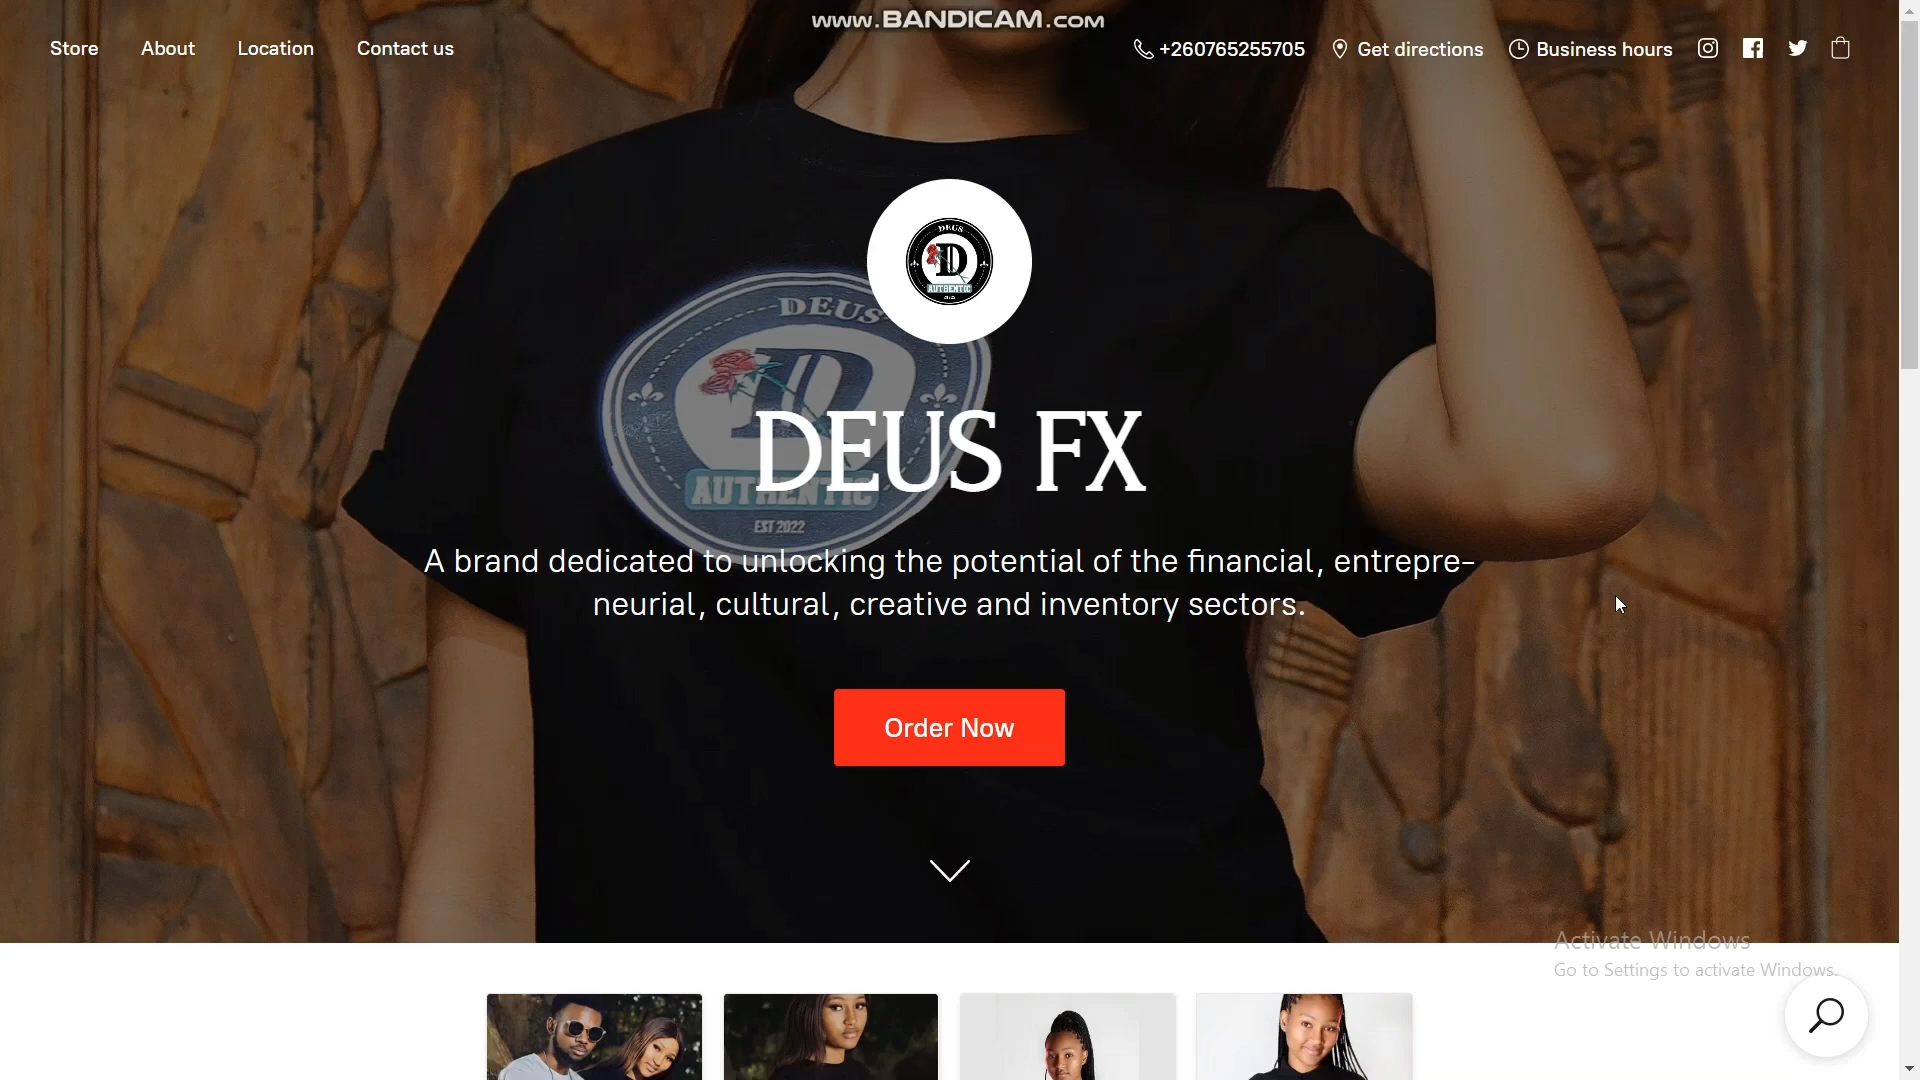 www.BANDICAM.com
Store About Location Contact us
+260765255705 Get directions Business hours
DEUS
D
AUTHENTIC
DEUS
D
AUTHENTIC
EST 2022
DEUS FX
A brand dedicated to unlocking the potential of the financial, entrepre-
neurial, cultural, creative and inventory sectors.
Order Now
Activate Windows
Go to Settings to activate Windows.